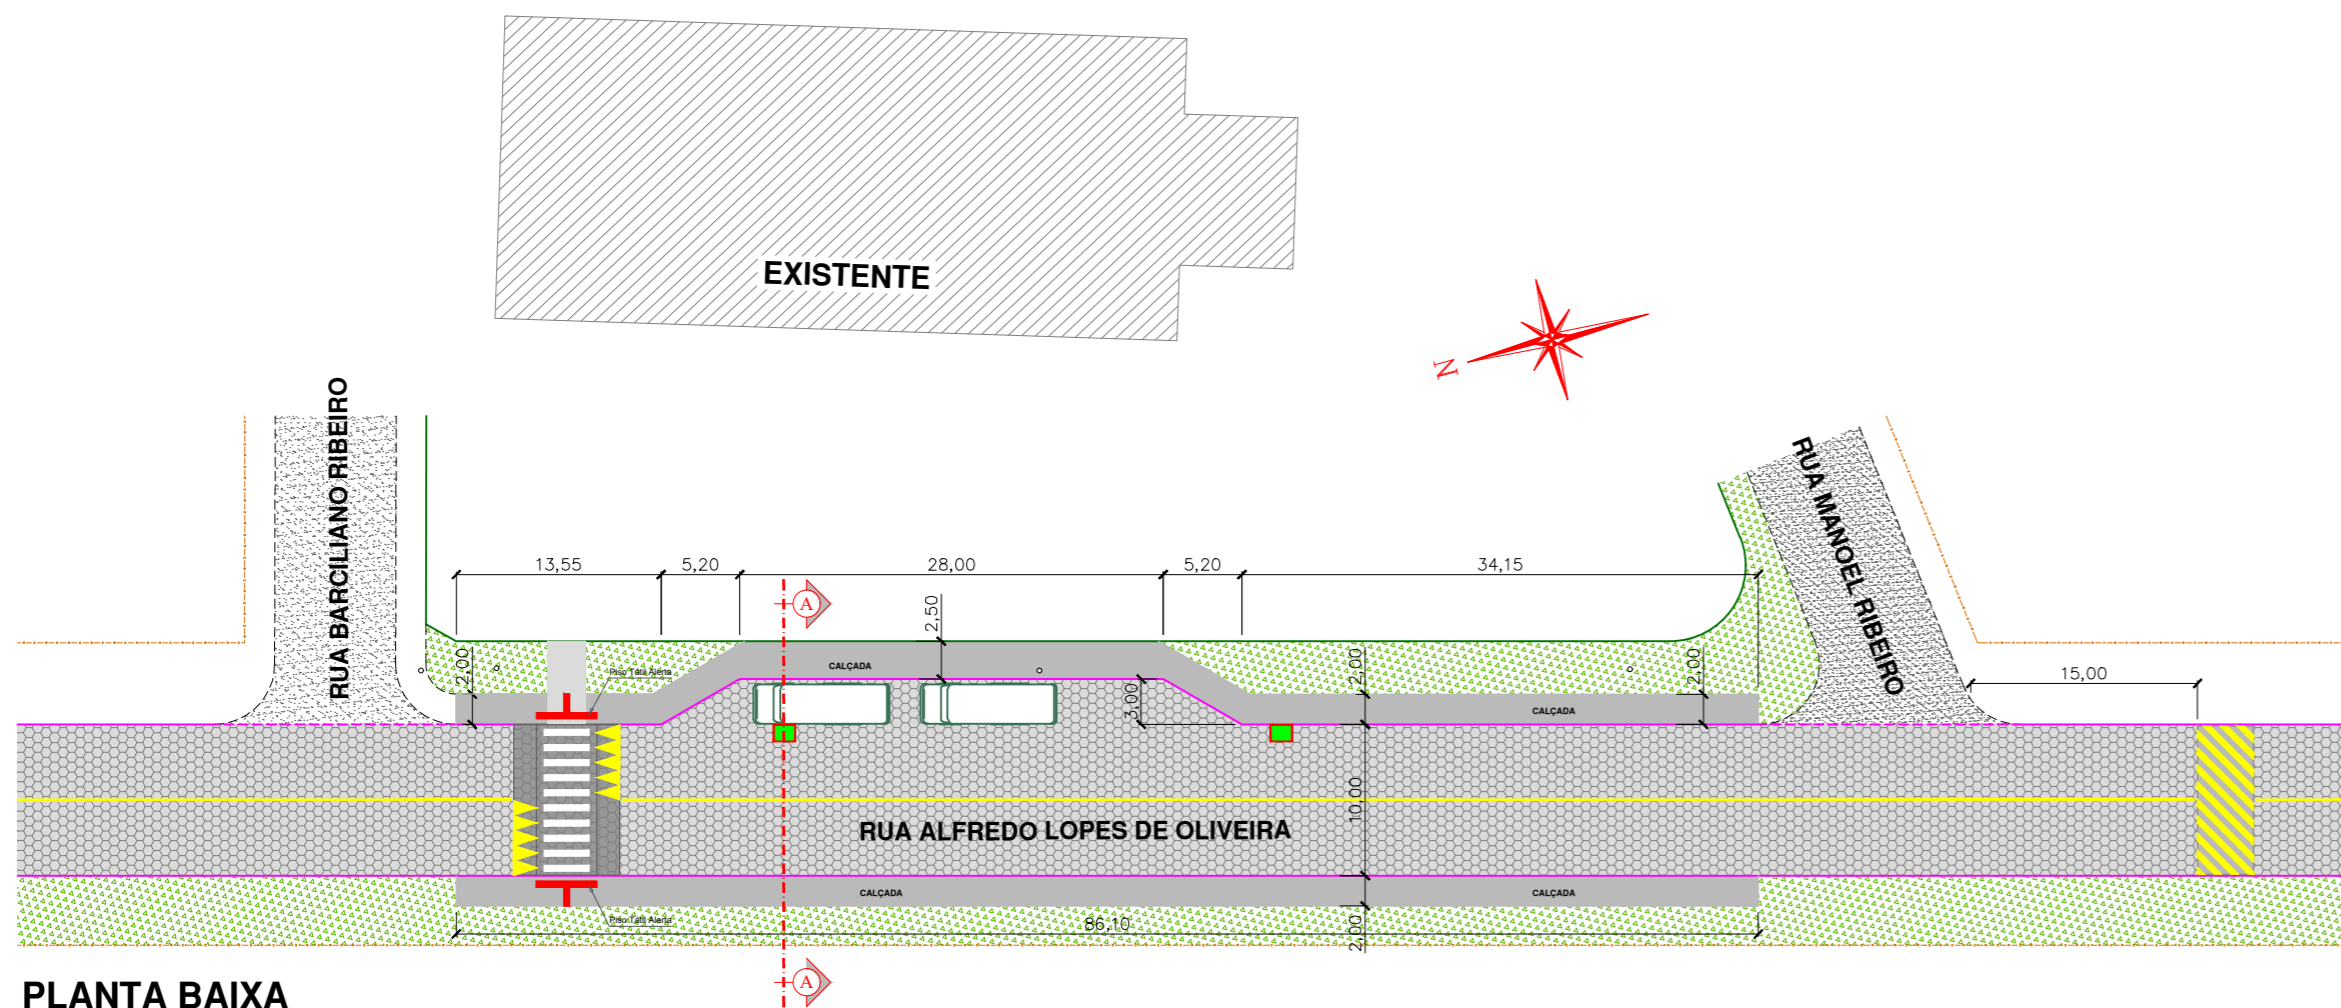 EXISTENTE
N
RUA BARCILIANO RIBEIRO
RUA MANOEL RIBEIRO
13,55
5,20
28,00
5,20
34,15
A
2,50
2,00
Piso Tátil Alerta
CALÇADA
3,00
2,00
2,00
15,00
CALÇADA
10,00
RUA ALFREDO LOPES DE OLIVEIRA
CALÇADA
CALÇADA
Piso Tátil Alerta
86,10
2,00
A
PLANTA BAIXA